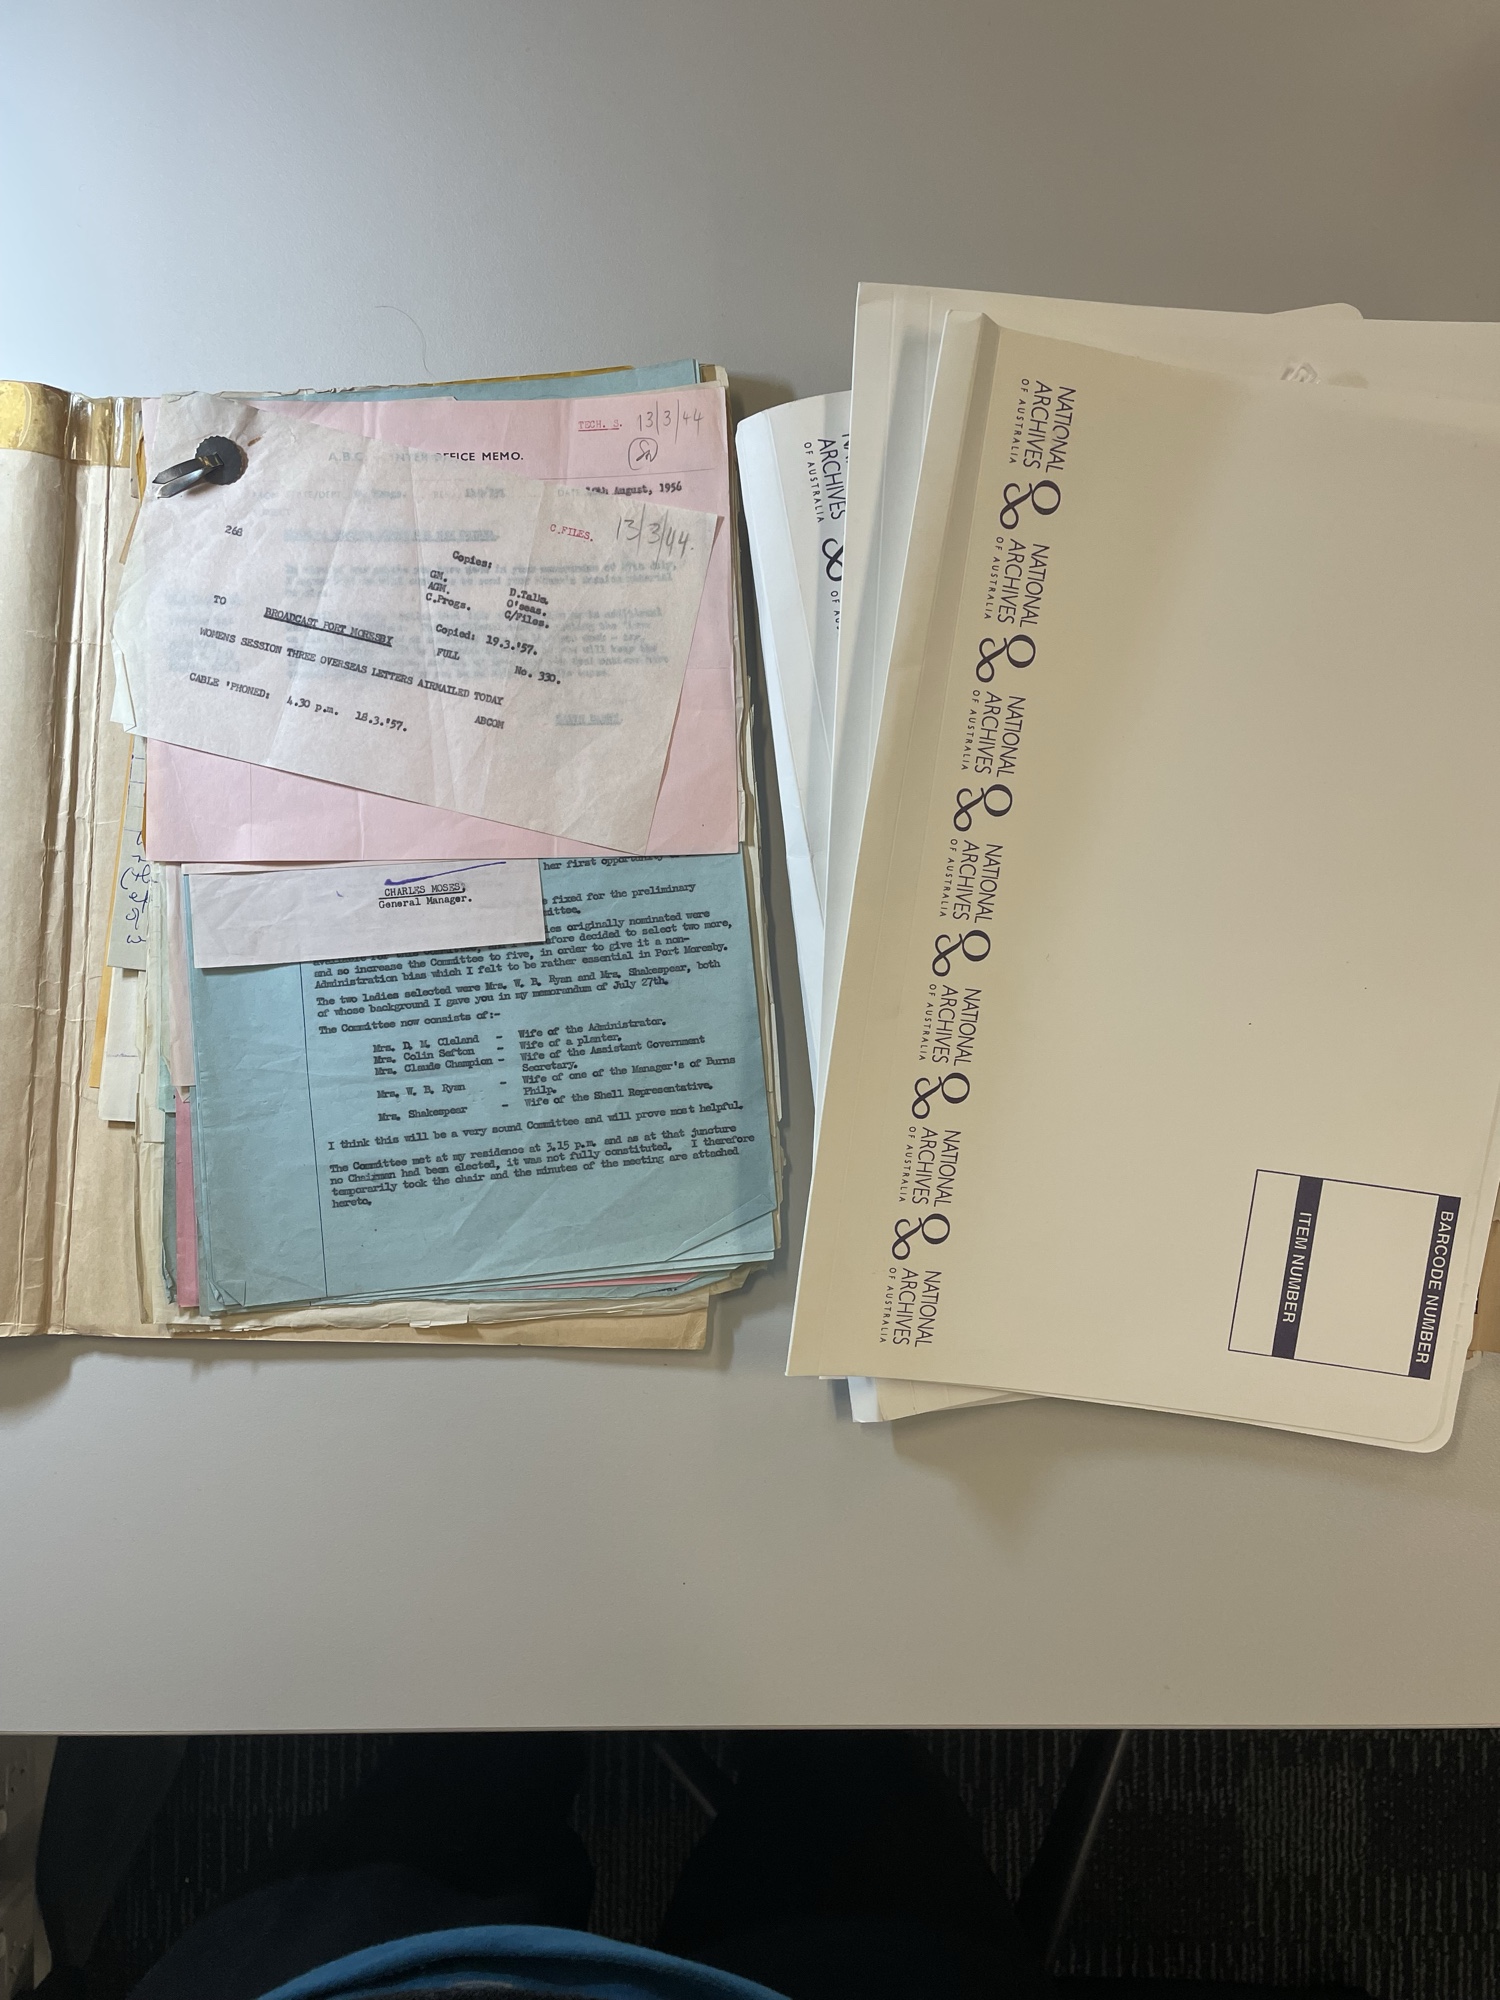 TECH. S. 13/3/44
A.B.C. INTER-OFFICE MEMO.
August, 1956
268
C.FILES. 13/3/44.
Copies:
GM. D.Talks.
AGM. O'seas.
C.Progs. C/Files.
TO
BROADCAST PORT MORESBY
Copied: 19.3.'57.
FULL No. 330.
WOMENS SESSION THREE OVERSEAS LETTERS AIRMAILED TODAY
ABCOM
CABLE 'PHONED: 4.30 p.m. 18.3.'57.
CHARLES MOSES,
General Manager.
her first
fixed for the preliminary
ies originally nominated were
decided to select two more,
and so increase the Committee to five, in order to give it a non-
Administration bias which I felt to be rather essential in Port Moresby.
The two ladies selected were Mrs. W. R. Ryan and Mrs. Shakespear, both
of whose background I gave you in my memorandum of July 27th.
The Committee now consists of:-
Mrs. D. M. Cleland - Wife of the Administrator.
Mrs. Colin Sefton - Wife of a planter.
Mrs. Claude Champion - Wife of the Assistant Government
Secretary.
Mrs. W. R. Ryan - Wife of one of the Manager's of Burns
Philp.
Mrs. Shakespear - Wife of the Shell Representative.
I think this will be a very sound Committee and will prove most helpful.
The Committee met at my residence at 3.15 p.m. and as at that juncture
no Chairman had been elected, it was not fully constituted. I therefore
temporarily took the chair and the minutes of the meeting are attached
hereto.
ARCHIVES
OF AUSTRALIA
NATIONAL
ARCHIVES
OF AUSTRALIA
NATIONAL
ARCHIVES
OF AUSTRALIA
NATIONAL
ARCHIVES
OF AUSTRALIA
NATIONAL
ARCHIVES
OF AUSTRALIA
NATIONAL
ARCHIVES
OF AUSTRALIA
NATIONAL
ARCHIVES
OF AUSTRALIA
NATIONAL
ARCHIVES
OF AUSTRALIA
BARCODE NUMBER
ITEM NUMBER